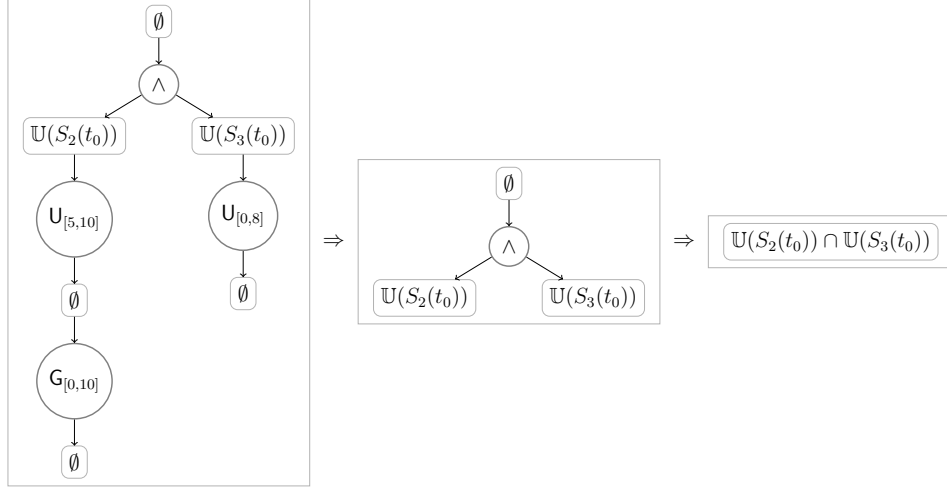 ∅
∧
𝕌(S₂(t₀)) 𝕌(S₃(t₀))
U[5,10] U[0,8]
∅ ∅
G[0,10]
∅
⇒
∅
∧
𝕌(S₂(t₀)) 𝕌(S₃(t₀))
⇒
𝕌(S₂(t₀)) ∩ 𝕌(S₃(t₀))